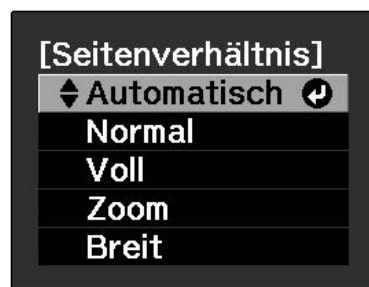 [Seitenverhältnis]
Automatisch
Normal
Voll
Zoom
Breit